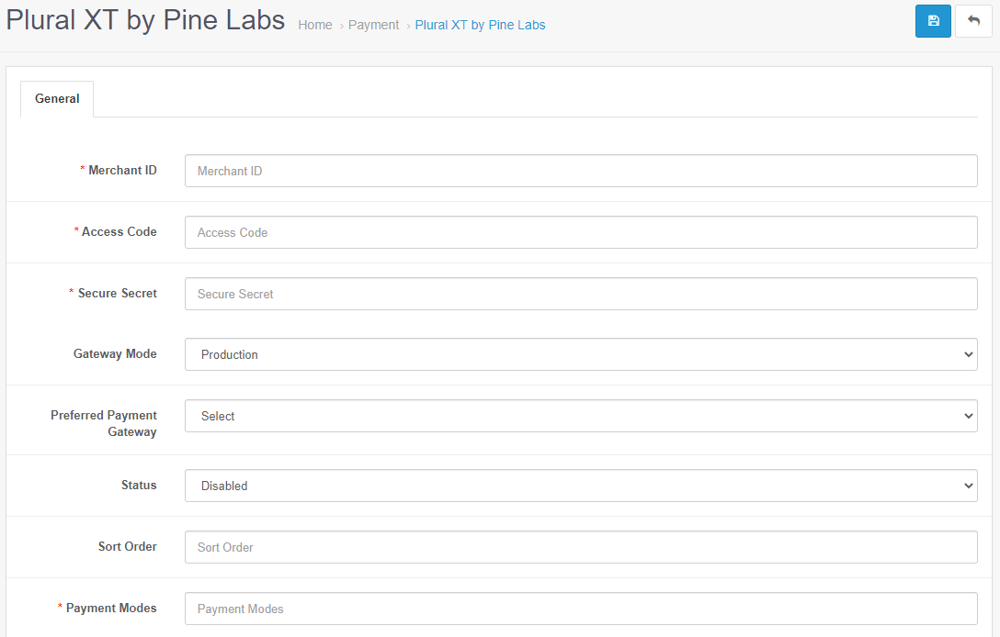 Plural XT by Pine Labs Home › Payment › Plural XT by Pine Labs
General
* Merchant ID Merchant ID
* Access Code Access Code
* Secure Secret Secure Secret
Gateway Mode Production
Preferred Payment
Gateway
Select
Status Disabled
Sort Order Sort Order
* Payment Modes Payment Modes